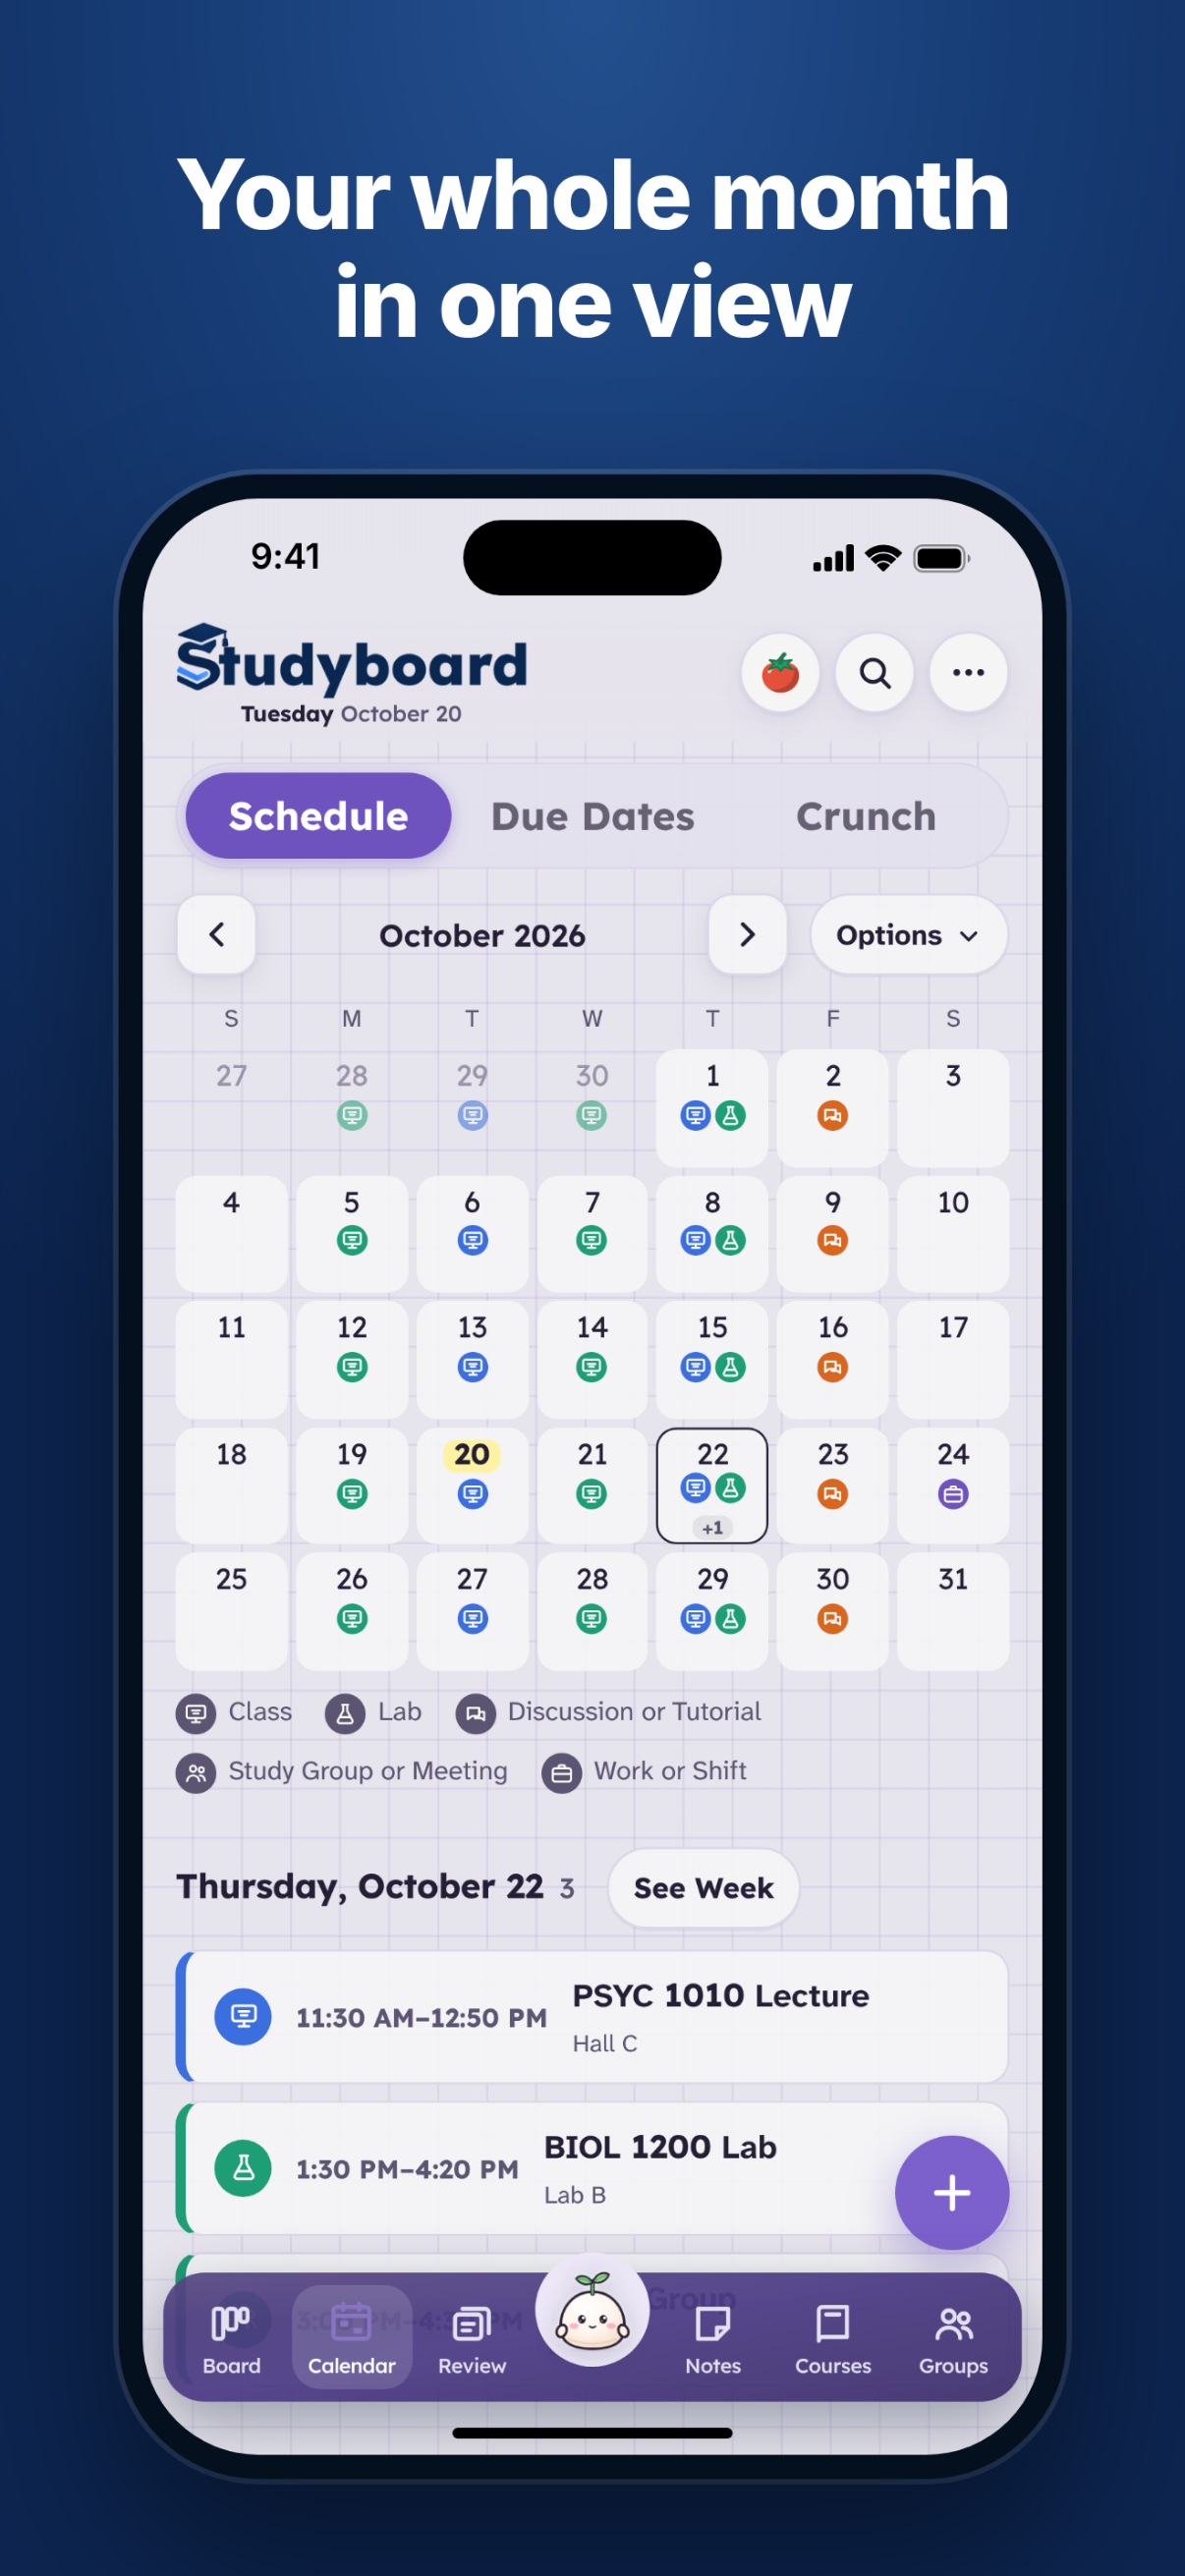 Your whole month
in one view
9:41
Studyboard
Tuesday October 20
Schedule Due Dates Crunch
October 2026 Options
S M T W T F S
27 28 29 30 1 2 3
4 5 6 7 8 9 10
11 12 13 14 15 16 17
18 19 20 21 22 23 24
+1
25 26 27 28 29 30 31
Class Lab Discussion or Tutorial
Study Group or Meeting Work or Shift
Thursday, October 22 3 See Week
PSYC 1010 Lecture
11:30 AM–12:50 PM
Hall C
BIOL 1200 Lab
1:30 PM–4:20 PM
Lab B
Group
Board Calendar Review Notes Courses Groups